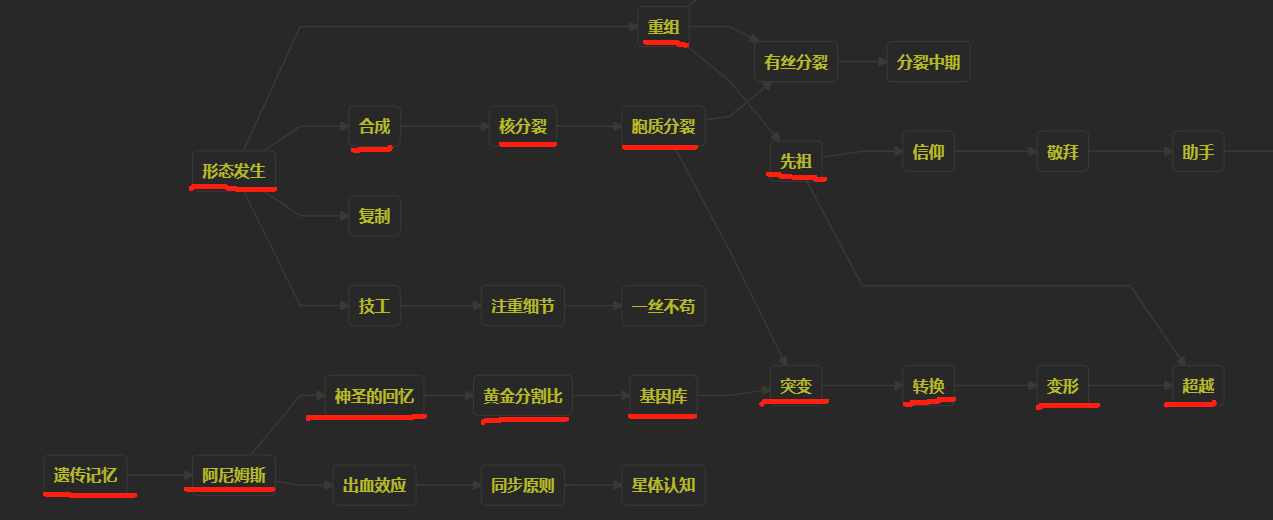 重组
有丝分裂
分裂中期
合成
核分裂
胞质分裂
形态发生
先祖
信仰
敬拜
助手
复制
技工
注重细节
一丝不苟
神圣的回忆
黄金分割比
基因库
突变
转换
变形
超越
遗传记忆
阿尼姆斯
出血效应
同步原则
星体认知